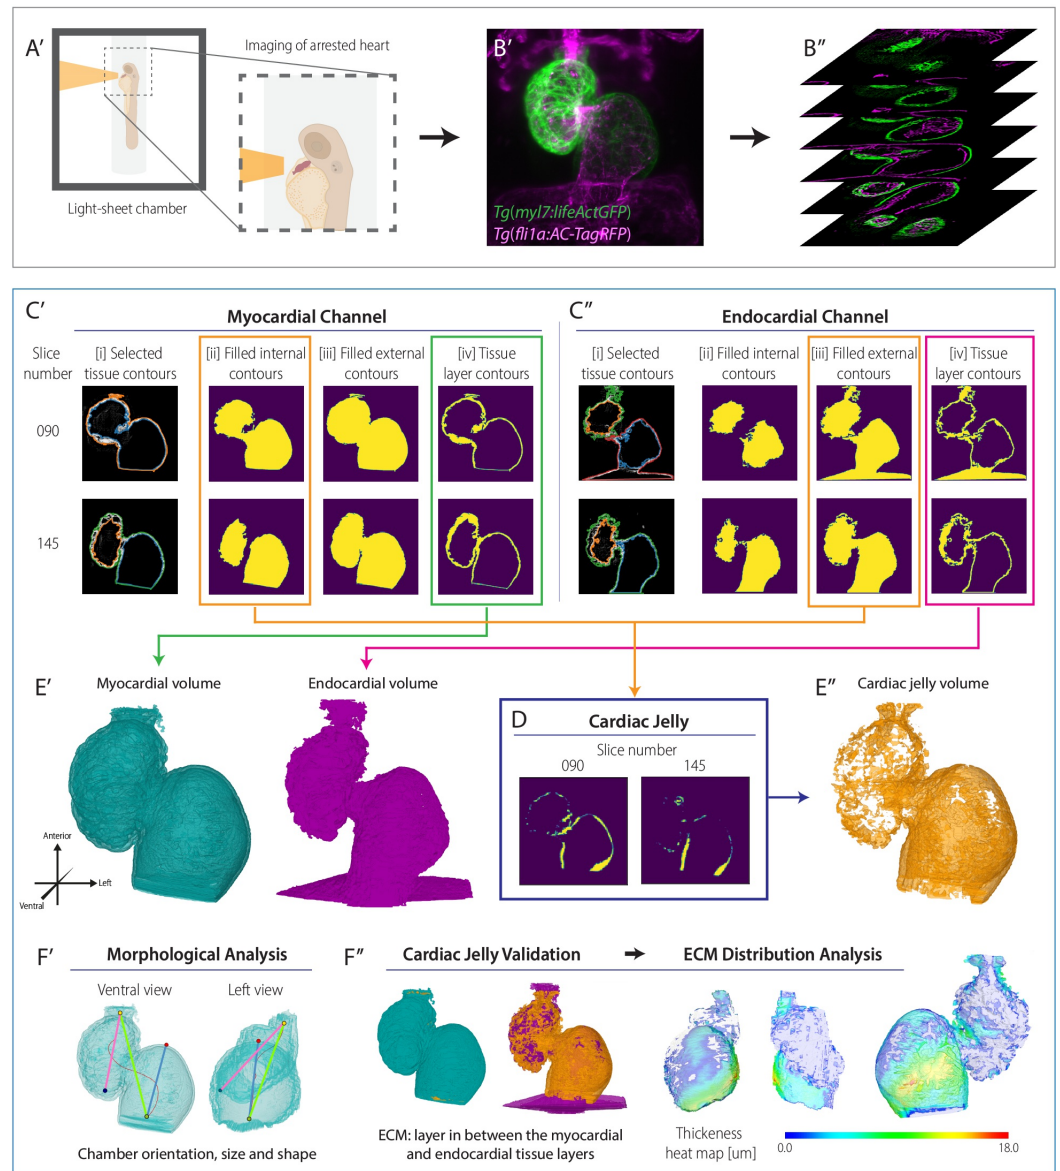 A′
Imaging of arrested heart
Light-sheet chamber
B′
Tg(myl7:lifeActGFP)
Tg(fli1a:AC-TagRFP)
B″
C′
Myocardial Channel
Slice
number
[i] Selected
tissue contours
[ii] Filled internal
contours
[iii] Filled external
contours
[iv] Tissue
layer contours
090
145
C″
Endocardial Channel
[i] Selected
tissue contours
[ii] Filled internal
contours
[iii] Filled external
contours
[iv] Tissue
layer contours
E′
Myocardial volume
Endocardial volume
Anterior
Left
Ventral
D
Cardiac Jelly
Slice number
090
145
E″
Cardiac jelly volume
F′
Morphological Analysis
Ventral view
Left view
Chamber orientation, size and shape
F″
Cardiac Jelly Validation
ECM Distribution Analysis
ECM: layer in between the myocardial
and endocardial tissue layers
Thickeness
heat map [um]
0.0
18.0